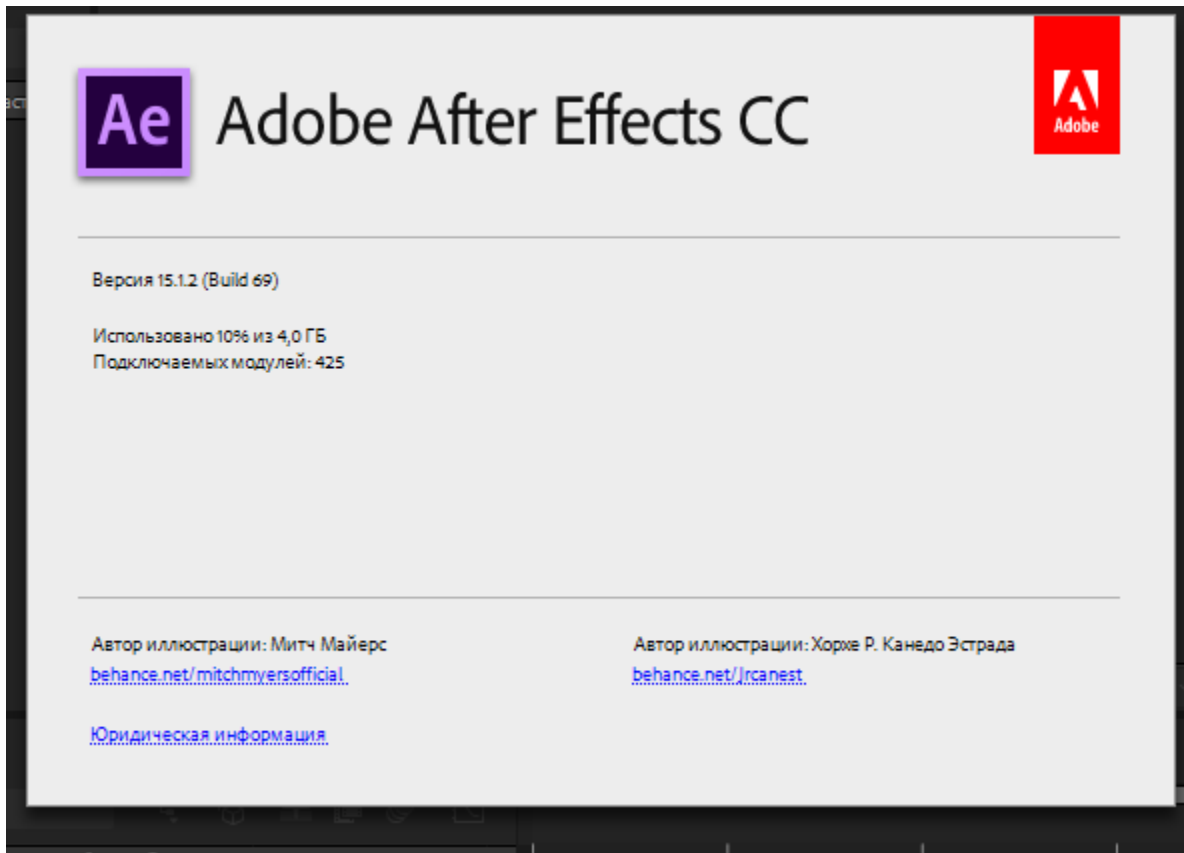 Ae
Adobe After Effects CC
Adobe
Версия 15.1.2 (Build 69)
Использовано 10% из 4,0 ГБ
Подключаемых модулей: 425
Автор иллюстрации: Митч Майерс
behance.net/mitchmyersofficial
Автор иллюстрации: Хорхе Р. Канедо Эстрада
behance.net/Jrcanest
Юридическая информация